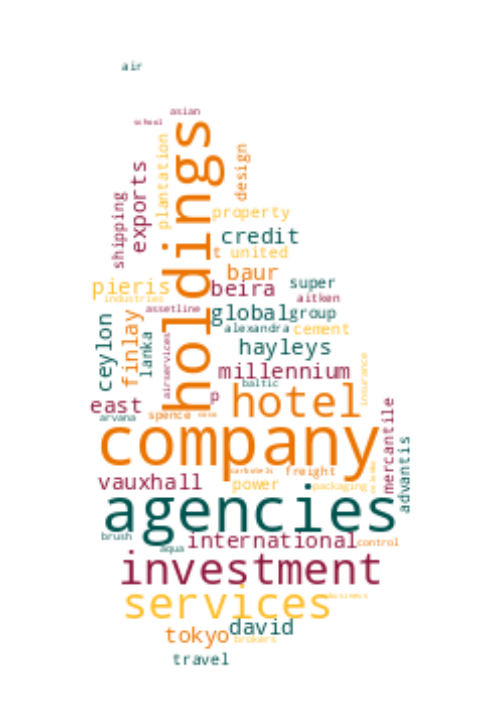 air
asian
school
holdings
design
plantation
exports
shipping
property
credit
t
united
baur
super
pieris
beira
aitken
industries
assetline
global
group
ceylon
finlay
lanka
airservices
alexandra
cement
hayleys
millennium
insurance
baltic
p
east
hotel
arvana
spence
mercantile
company
advantis
freight
vauxhall
power
packaging
agencies
brush
international
control
aqua
investment
services
business
tokyo
david
brokers
travel